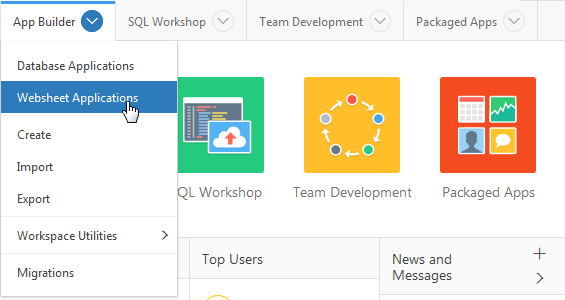 App Builder
SQL Workshop
Team Development
Packaged Apps
Database Applications
Websheet Applications
Create
Import
Export
Workspace Utilities
Migrations
QL Workshop
Team Development
Packaged Apps
Top Users
News and
Messages